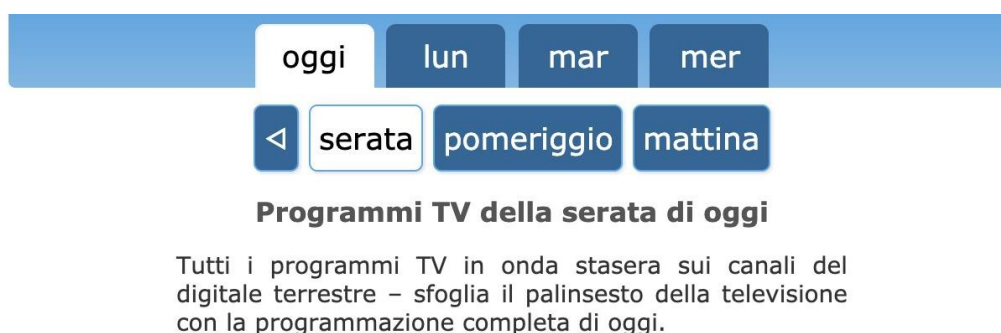 oggi lun mar mer
serata pomeriggio mattina
Programmi TV della serata di oggi
Tutti i programmi TV in onda stasera sui canali del
digitale terrestre – sfoglia il palinsesto della televisione
con la programmazione completa di oggi.